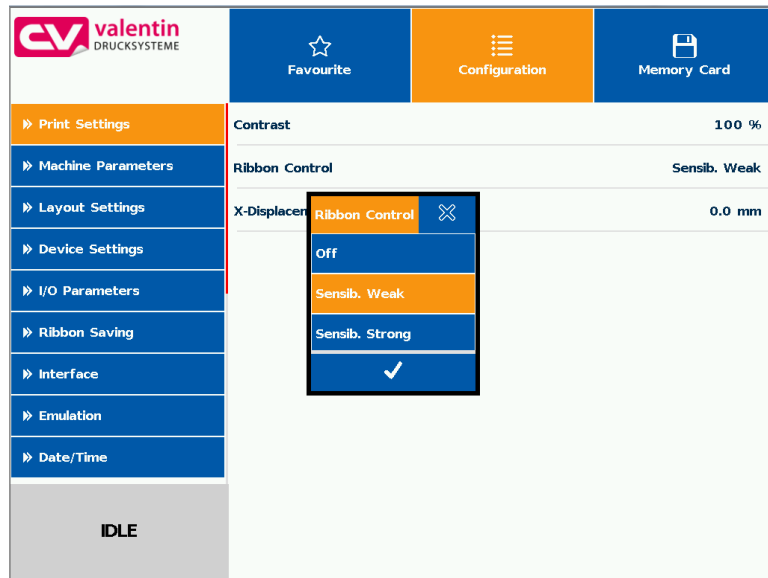 CV valentin
DRUCKSYSTEME
Favourite
Configuration
Memory Card
Print Settings
Machine Parameters
Layout Settings
Device Settings
I/O Parameters
Ribbon Saving
Interface
Emulation
Date/Time
IDLE
Contrast 100 %
Ribbon Control Sensib. Weak
X-Displacem 0.0 mm
Ribbon Control
Off
Sensib. Weak
Sensib. Strong